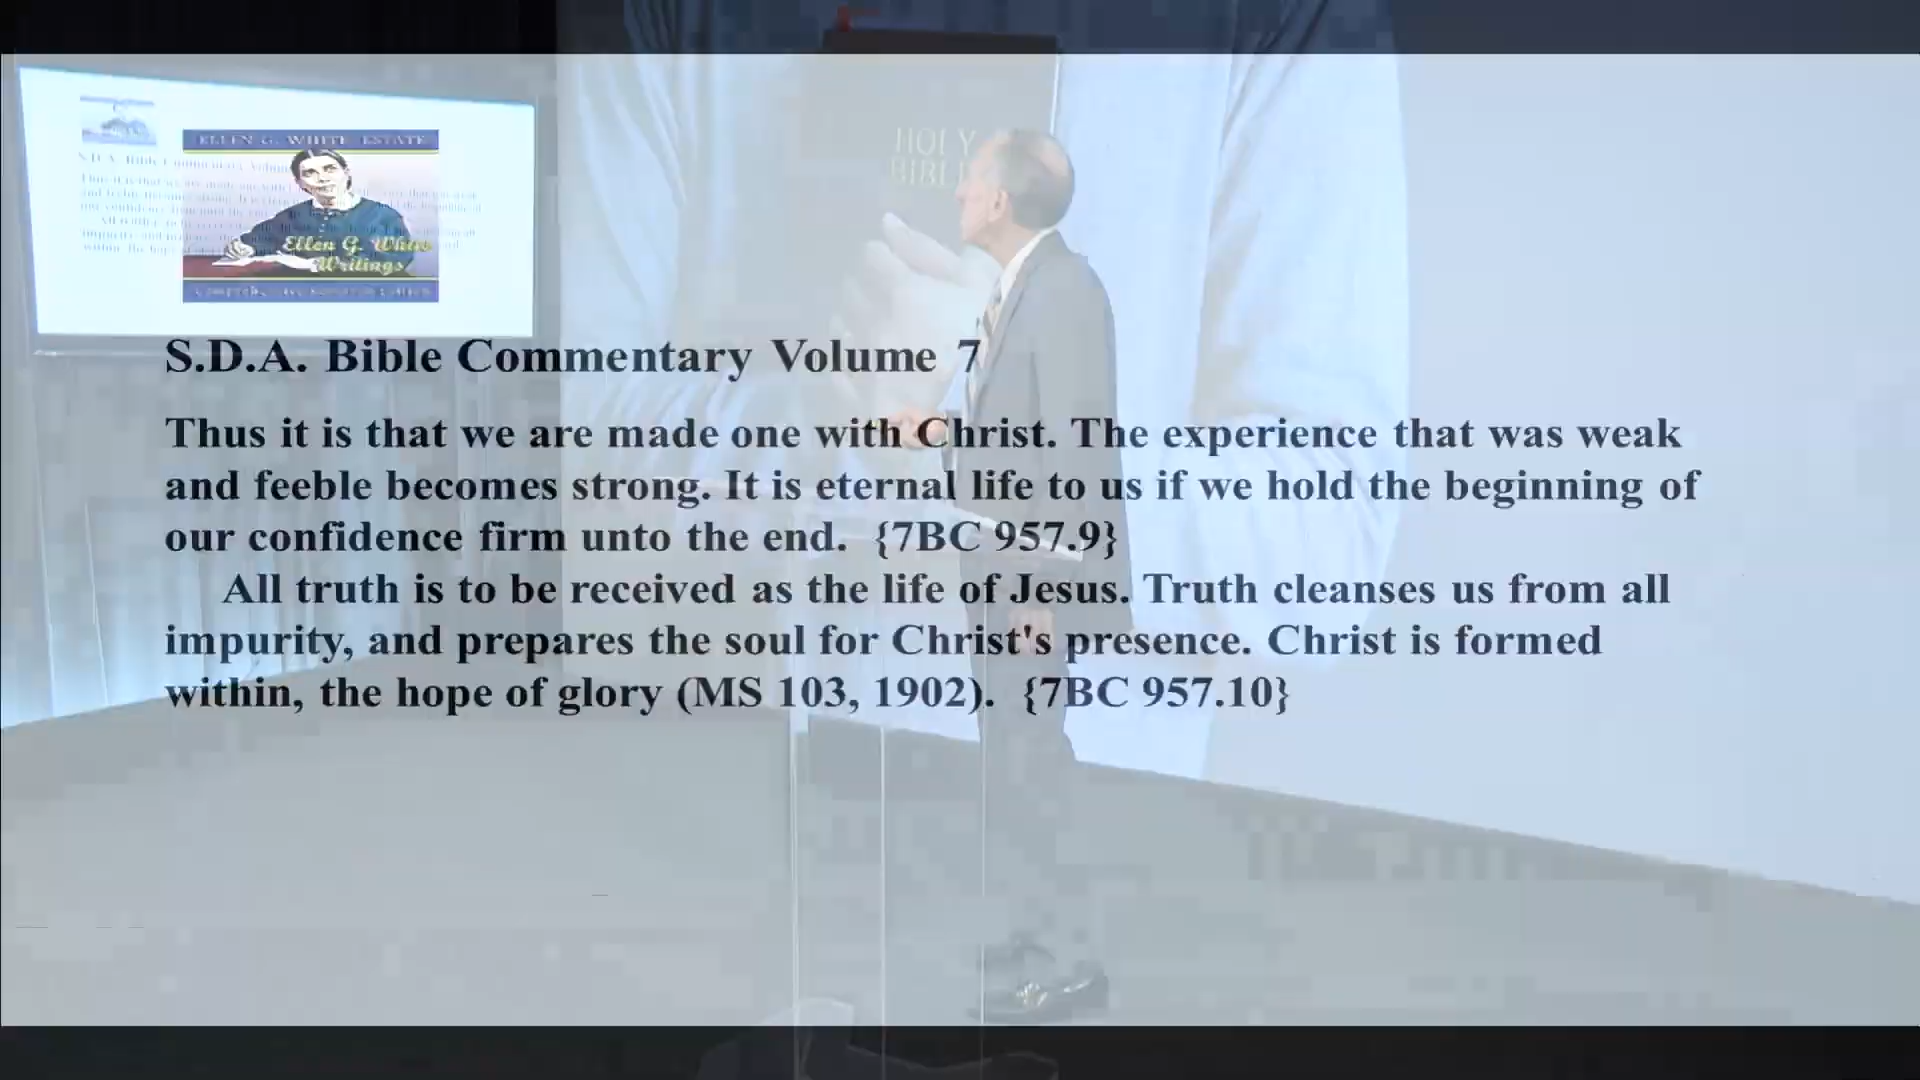 HOLY
BIBL
ELLEN G. WHITE ESTATE
Ellen G. White
Writings
S.D.A. Bible Commentary Volume 7
Thus it is that we are made one with Christ. The experience that was weak
and feeble becomes strong. It is eternal life to us if we hold the beginning of
our confidence firm unto the end. {7BC 957.9}
All truth is to be received as the life of Jesus. Truth cleanses us from all
impurity, and prepares the soul for Christ's presence. Christ is formed
within, the hope of glory (MS 103, 1902). {7BC 957.10}